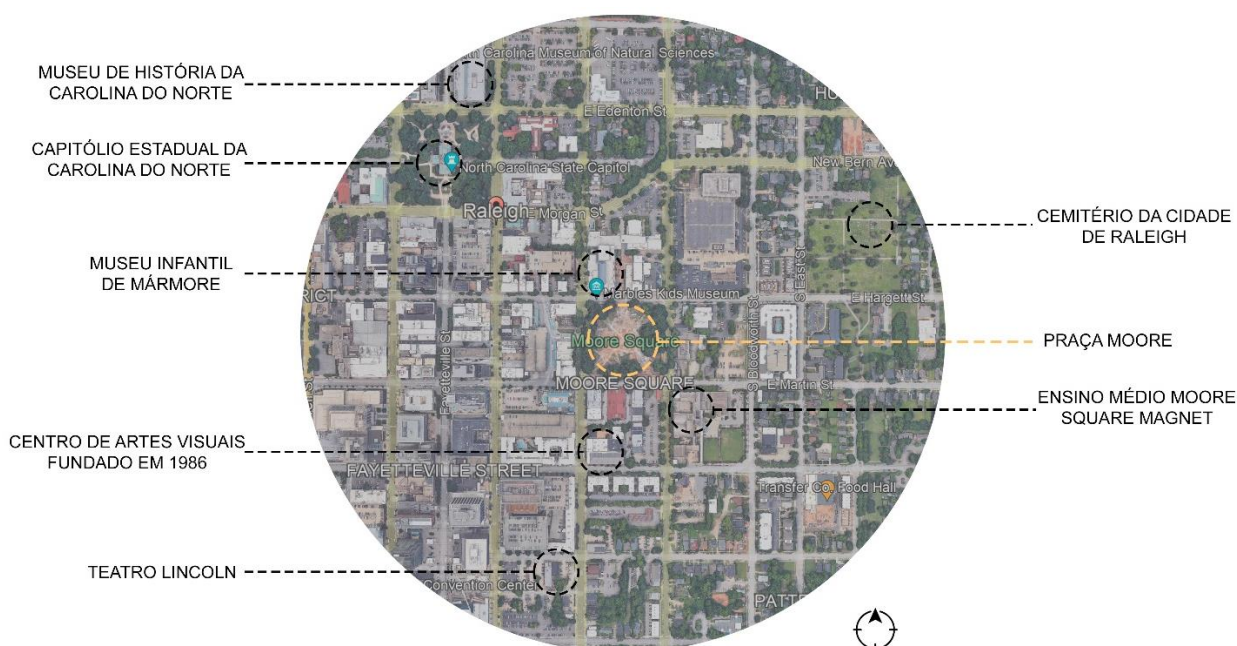 MUSEU DE HISTÓRIA DA
CAROLINA DO NORTE
CAPITÓLIO ESTADUAL DA
CAROLINA DO NORTE
MUSEU INFANTIL
DE MÁRMORE
CENTRO DE ARTES VISUAIS
FUNDADO EM 1986
TEATRO LINCOLN
Carolina Museum of Natural Sciences
E Edenton St
North Carolina State Capitol
New Bern Ave
Raleigh
E Morgan St
S East St
Marbles Kids Museum
E Hargett St
Moore Square
S Bloodworth St
Fayetteville St
MOORE SQUARE
E Martin St
FAYETTEVILLE STREET
Transfer Co. Food Hall
Convention Center
CEMITÉRIO DA CIDADE
DE RALEIGH
PRAÇA MOORE
ENSINO MÉDIO MOORE
SQUARE MAGNET